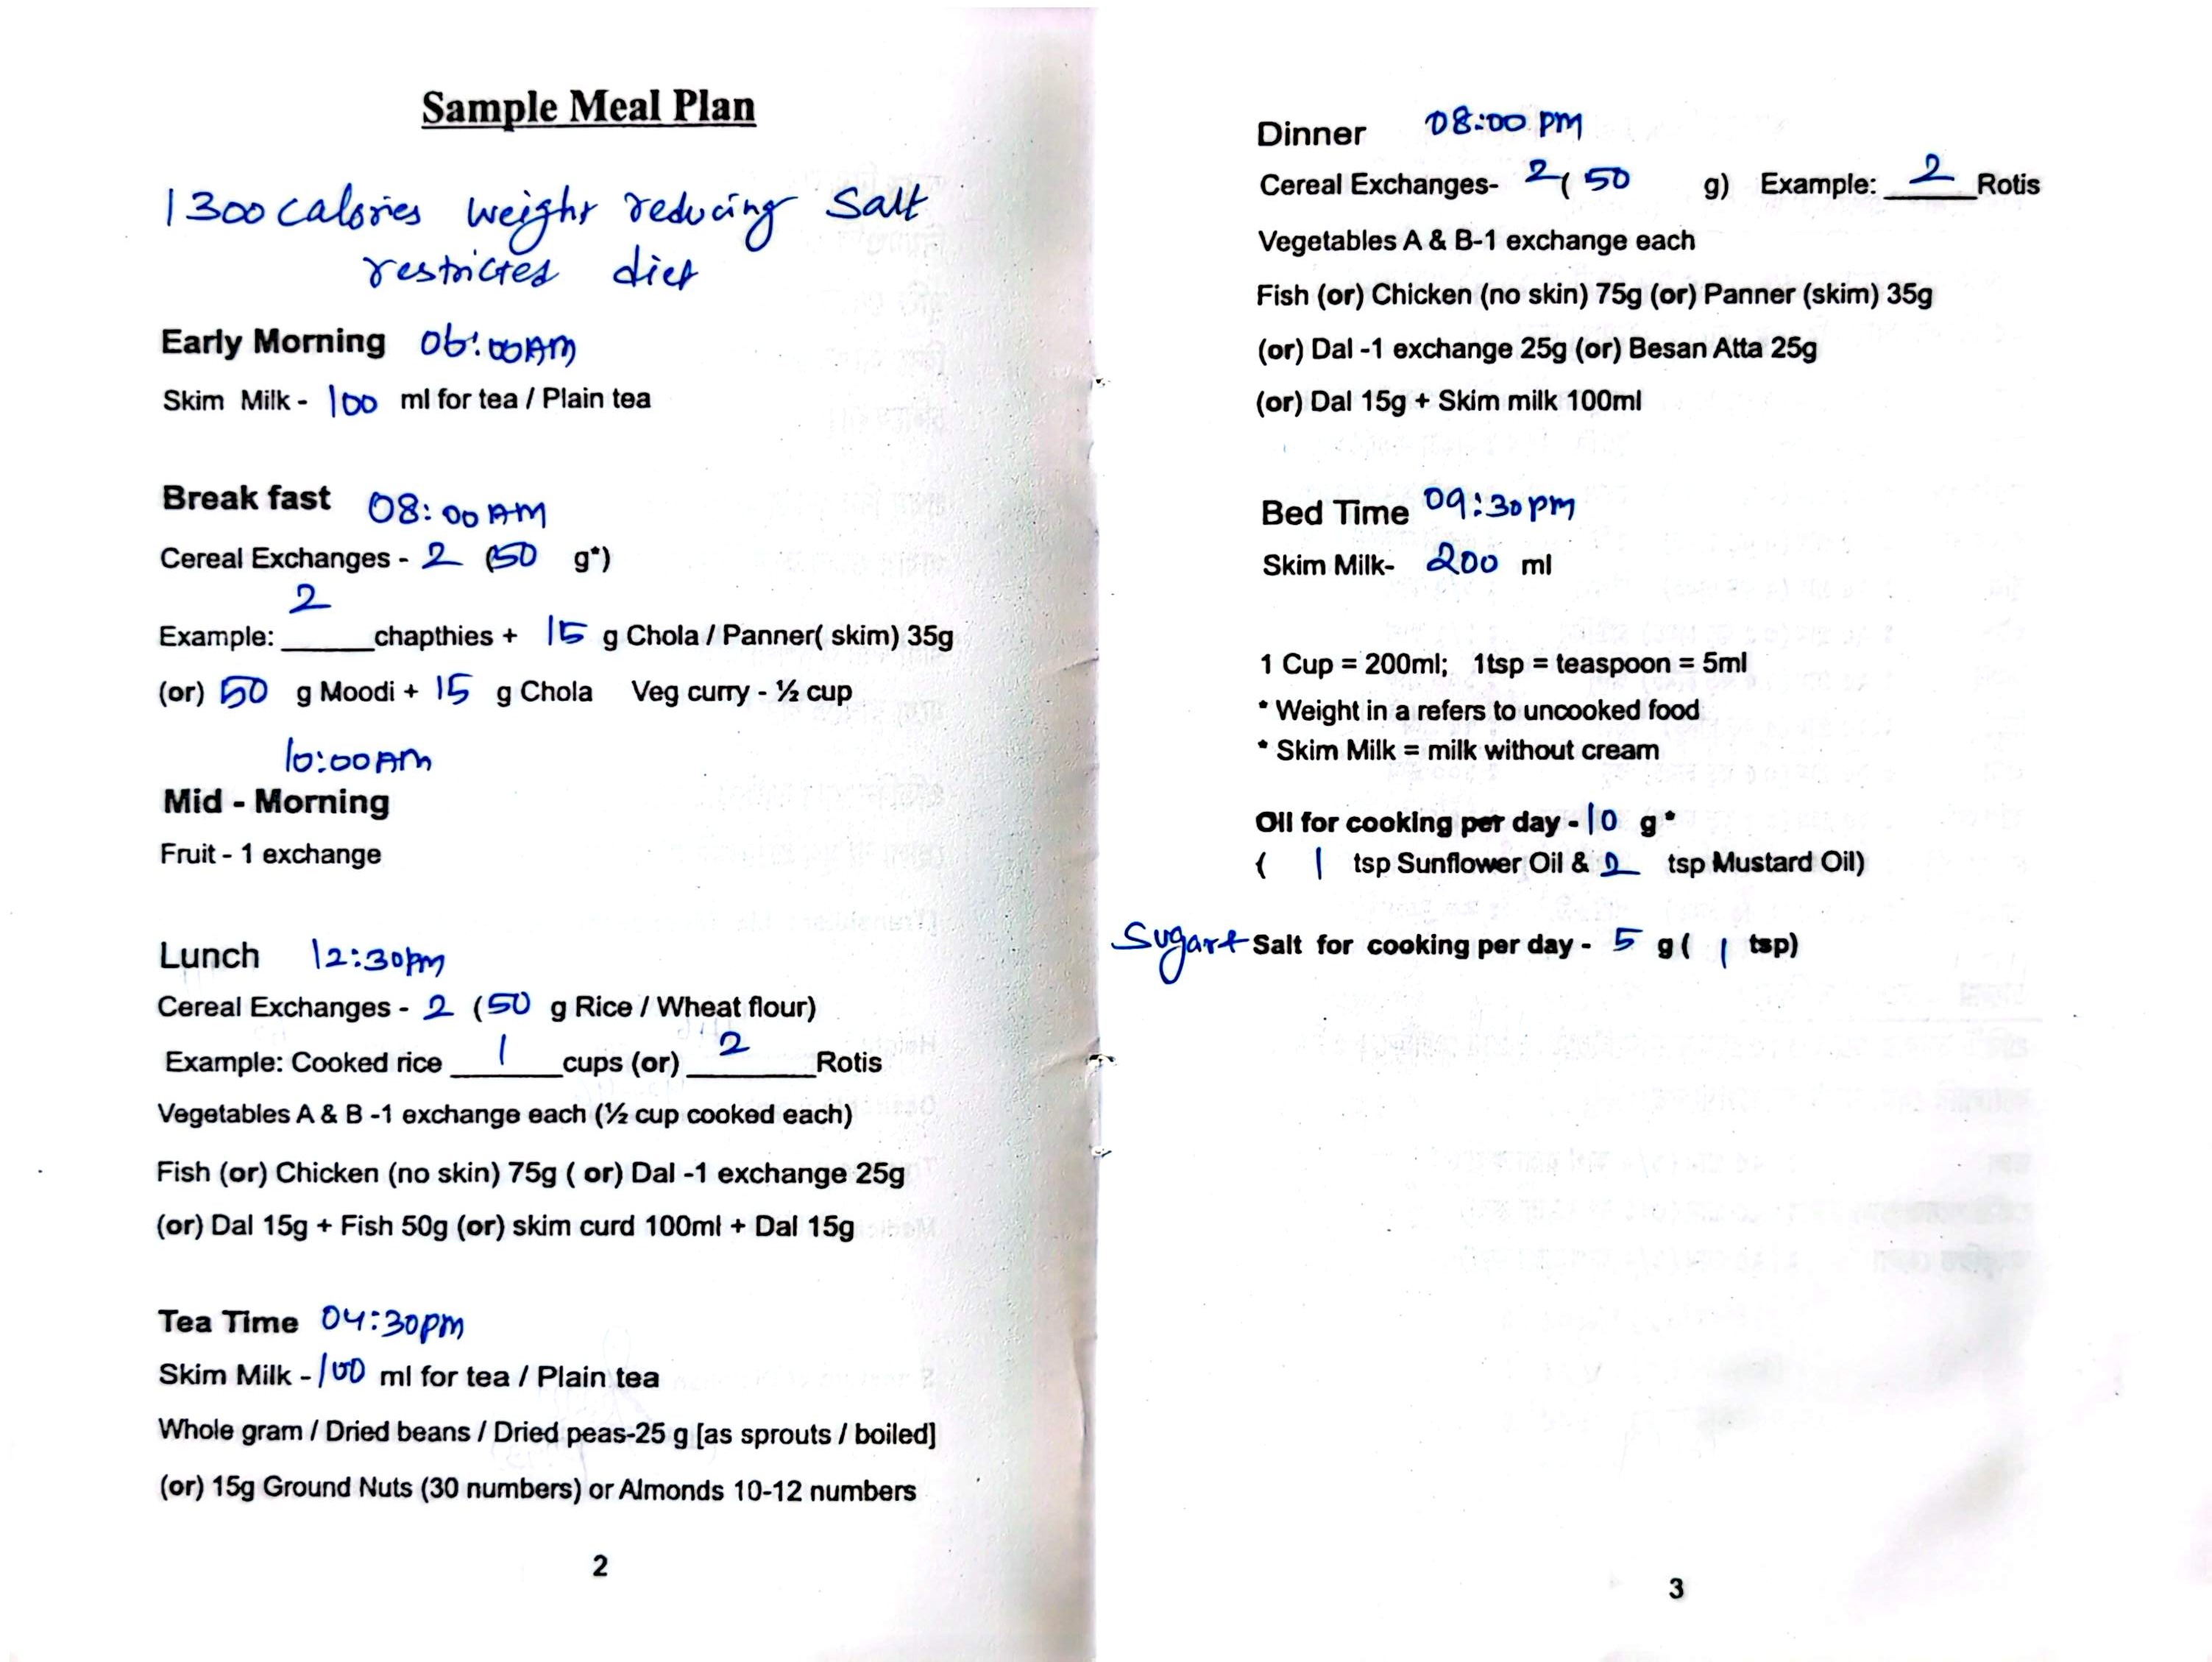 Sample Meal Plan
1300 calories weight reducing Salt
restricted diet
Early Morning 06:00AM
Skim Milk - 100 ml for tea / Plain tea
Break fast 08:00 AM
Cereal Exchanges - 2 (50 g*)
2
Example: ______chapthies + 15 g Chola / Panner( skim) 35g
(or) 50 g Moodi + 15 g Chola Veg curry - ½ cup
10:00AM
Mid - Morning
Fruit - 1 exchange
Lunch 12:30pm
Cereal Exchanges - 2 (50 g Rice / Wheat flour)
Example: Cooked rice 1 cups (or) 2 Rotis
Vegetables A & B -1 exchange each (½ cup cooked each)
Fish (or) Chicken (no skin) 75g ( or) Dal -1 exchange 25g
(or) Dal 15g + Fish 50g (or) skim curd 100ml + Dal 15g
Tea Time 04:30pm
Skim Milk - 100 ml for tea / Plain tea
Whole gram / Dried beans / Dried peas-25 g [as sprouts / boiled]
(or) 15g Ground Nuts (30 numbers) or Almonds 10-12 numbers
2
Dinner 08:00 PM
Cereal Exchanges- 2 ( 50 g) Example: 2 Rotis
Vegetables A & B-1 exchange each
Fish (or) Chicken (no skin) 75g (or) Panner (skim) 35g
(or) Dal -1 exchange 25g (or) Besan Atta 25g
(or) Dal 15g + Skim milk 100ml
Bed Time 09:30pm
Skim Milk- 200 ml
1 Cup = 200ml; 1tsp = teaspoon = 5ml
* Weight in a refers to uncooked food
* Skim Milk = milk without cream
Oil for cooking per day - 10 g*
( 1 tsp Sunflower Oil & 2 tsp Mustard Oil)
Sugar+ Salt for cooking per day - 5 g ( 1 tsp)
3